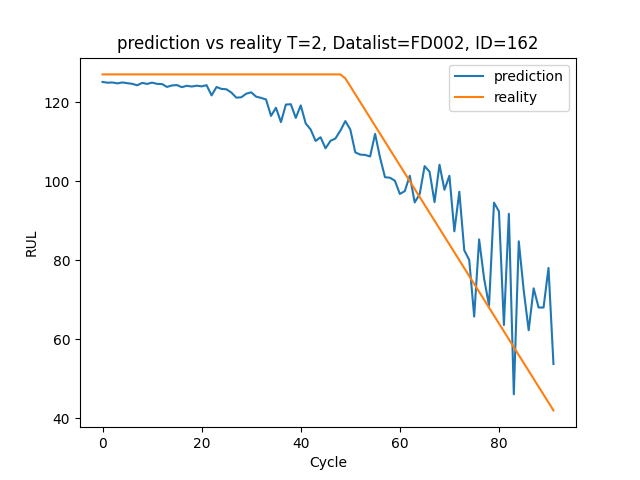 prediction vs reality T=2, Datalist=FD002, ID=162
prediction
reality
120
100
80
60
40
RUL
0 20 40 60 80
Cycle